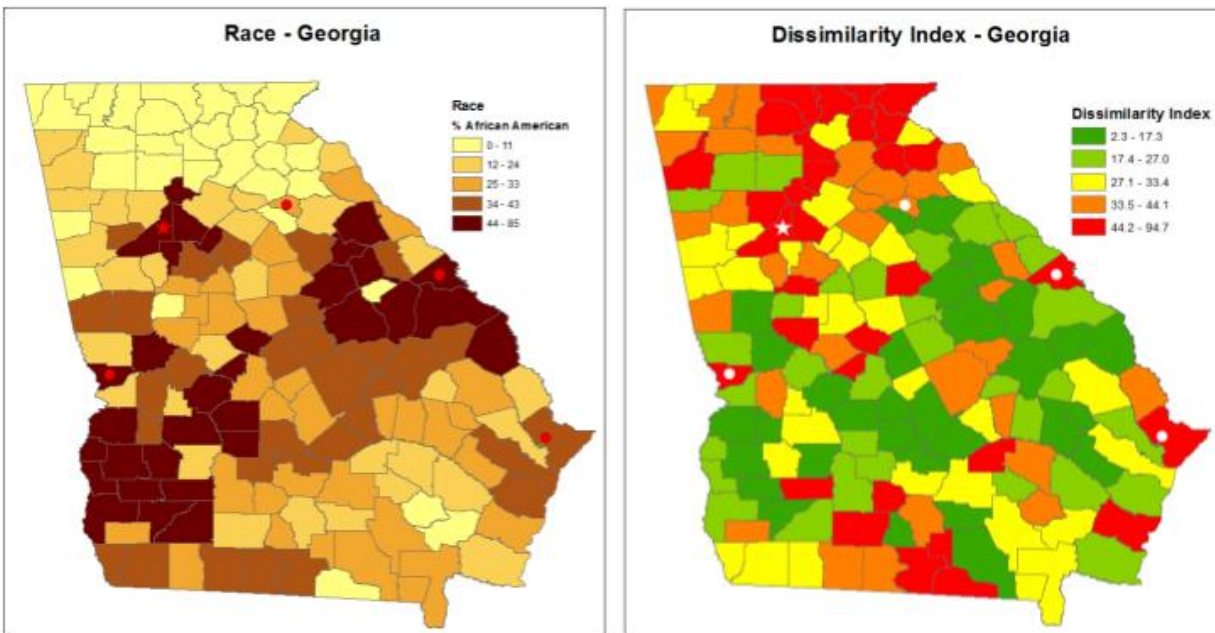 Race - Georgia
Race
% African American
0 - 11
12 - 24
25 - 33
34 - 43
44 - 85
Dissimilarity Index - Georgia
Dissimilarity Index
2.3 - 17.3
17.4 - 27.0
27.1 - 33.4
33.5 - 44.1
44.2 - 94.7